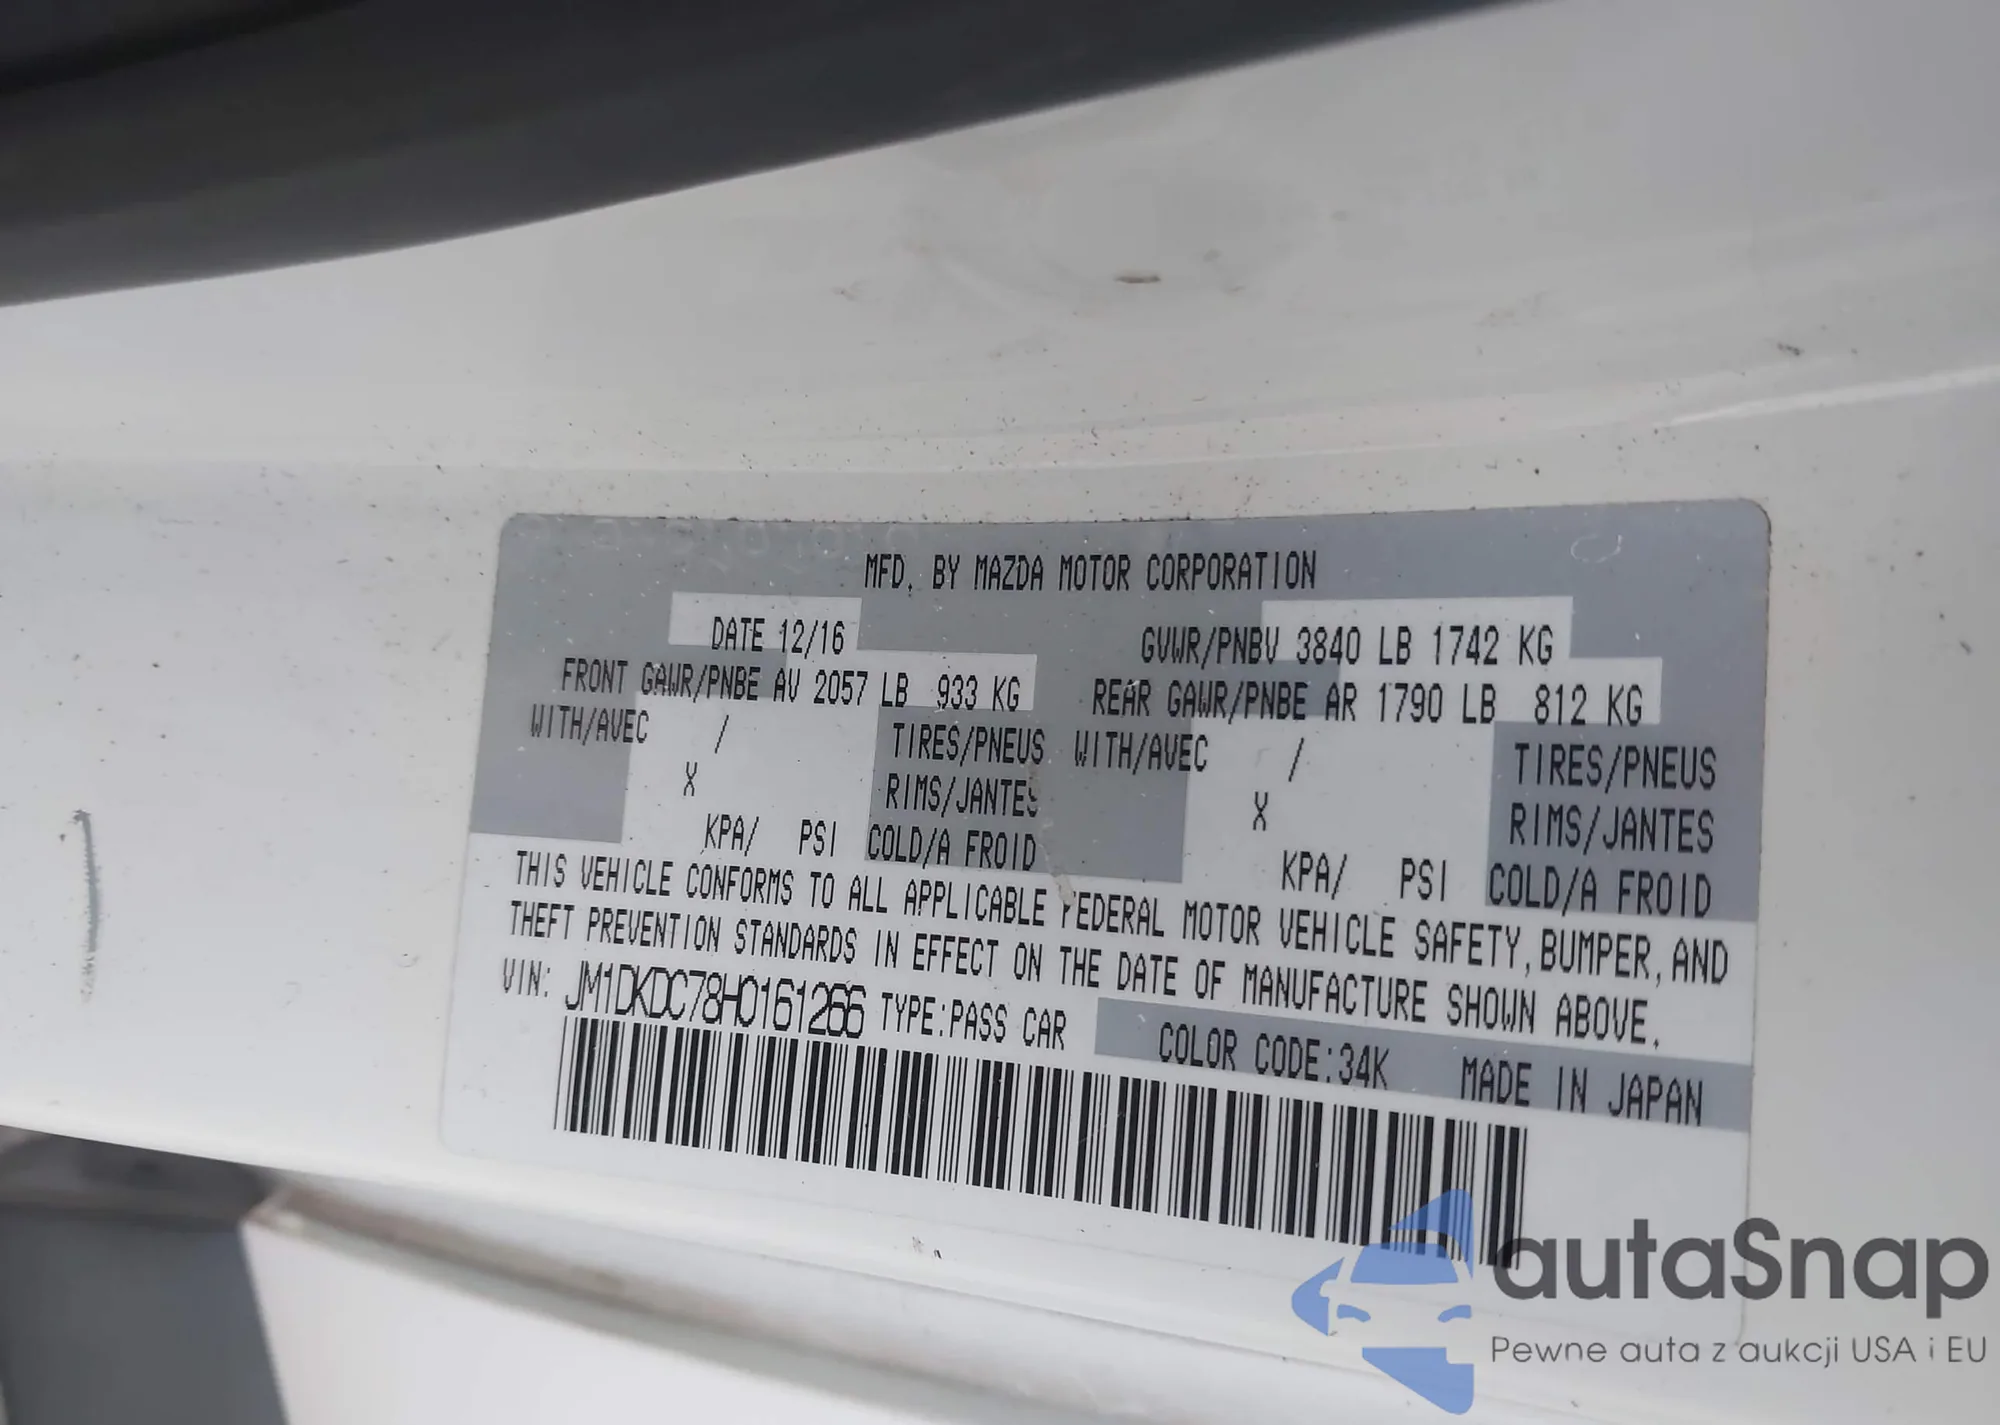 MFD. BY MAZDA MOTOR CORPORATION
DATE 12/16 GVWR/PNBV 3840 LB 1742 KG
FRONT GAWR/PNBE AV 2057 LB 933 KG REAR GAWR/PNBE AR 1790 LB 812 KG
WITH/AVEC / TIRES/PNEUS WITH/AVEC / TIRES/PNEUS
X RIMS/JANTES X RIMS/JANTES
KPA/ PSI COLD/A FROID KPA/ PSI COLD/A FROID
THIS VEHICLE CONFORMS TO ALL APPLICABLE FEDERAL MOTOR VEHICLE SAFETY, BUMPER, AND
THEFT PREVENTION STANDARDS IN EFFECT ON THE DATE OF MANUFACTURE SHOWN ABOVE.
VIN: JM1DKDC78H0161266 TYPE:PASS CAR COLOR CODE:34K MADE IN JAPAN
autaSnap
Pewne auta z aukcji USA i EU